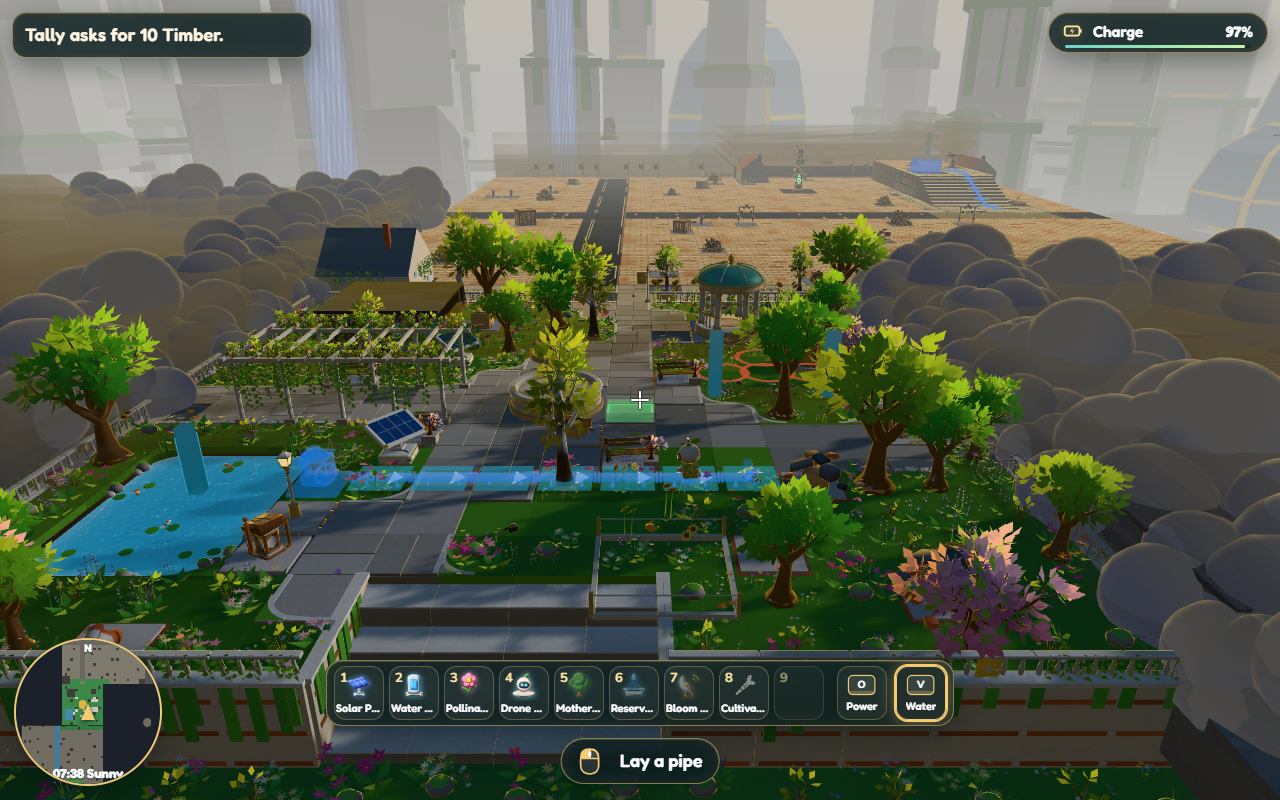 Tally asks for 10 Timber.
Charge 97%
N
07:38 Sunny
1 2 3 4 5 6 7 8 9 O V
Solar P... Water ... Pollina... Drone ... Mother... Reserv... Bloom ... Cultiva... Power Water
Lay a pipe